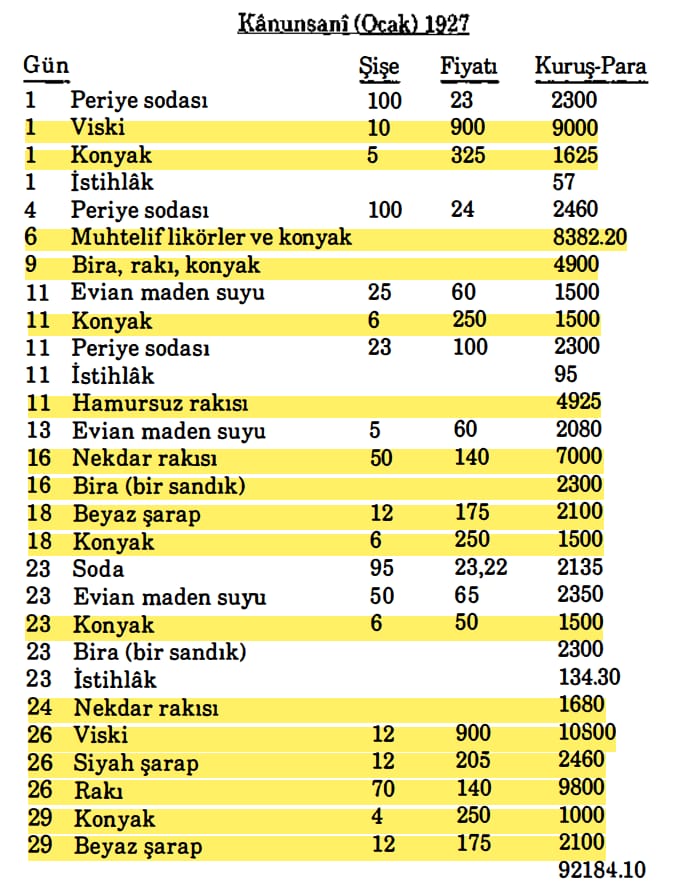 Kânunsanî (Ocak) 1927
Gün Şişe Fiyatı Kuruş-Para
1 Periye sodası 100 23 2300
1 Viski 10 900 9000
1 Konyak 5 325 1625
1 İstihlâk 57
4 Periye sodası 100 24 2460
6 Muhtelif likörler ve konyak 8382.20
9 Bira, rakı, konyak 4900
11 Evian maden suyu 25 60 1500
11 Konyak 6 250 1500
11 Periye sodası 23 100 2300
11 İstihlâk 95
11 Hamursuz rakısı 4925
13 Evian maden suyu 5 60 2080
16 Nekdar rakısı 50 140 7000
16 Bira (bir sandık) 2300
18 Beyaz şarap 12 175 2100
18 Konyak 6 250 1500
23 Soda 95 23,22 2135
23 Evian maden suyu 50 65 2350
23 Konyak 6 50 1500
23 Bira (bir sandık) 2300
23 İstihlâk 134.30
24 Nekdar rakısı 1680
26 Viski 12 900 10800
26 Siyah şarap 12 205 2460
26 Rakı 70 140 9800
29 Konyak 4 250 1000
29 Beyaz şarap 12 175 2100
92184.10